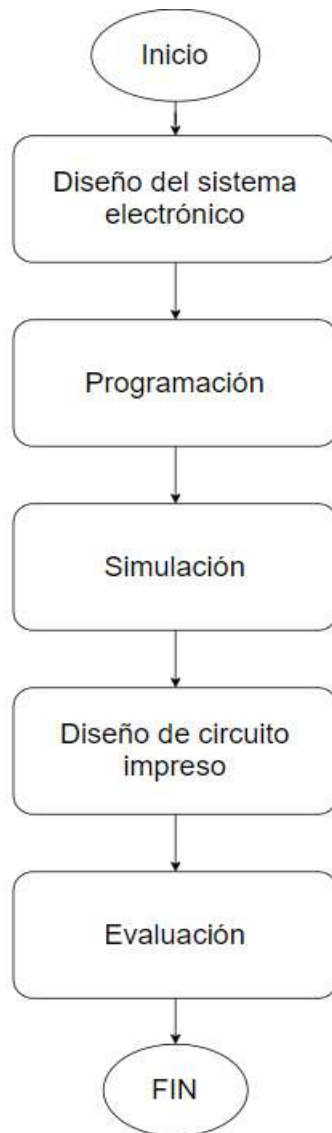 Inicio
Diseño del sistema
electrónico
Programación
Simulación
Diseño de circuito
impreso
Evaluación
FIN